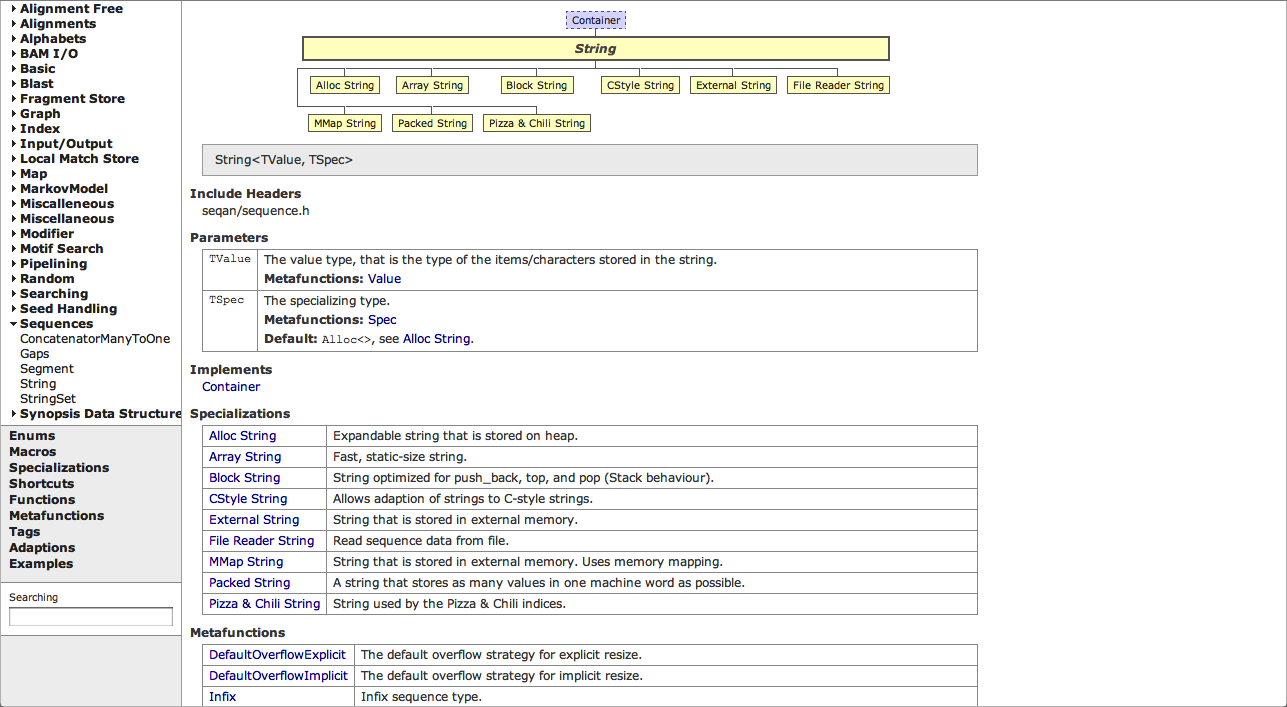 Alignment Free
Alignments
Alphabets
BAM I/O
Basic
Blast
Fragment Store
Graph
Index
Input/Output
Local Match Store
Map
MarkovModel
Miscalleneous
Miscellaneous
Modifier
Motif Search
Pipelining
Random
Searching
Seed Handling
Sequences
ConcatenatorManyToOne
Gaps
Segment
String
StringSet
Synopsis Data Structure
Enums
Macros
Specializations
Shortcuts
Functions
Metafunctions
Tags
Adaptions
Examples
Searching
Container
String
Alloc String Array String Block String CStyle String External String File Reader String
MMap String Packed String Pizza & Chili String
String<TValue, TSpec>
Include Headers
seqan/sequence.h
Parameters
TValue The value type, that is the type of the items/characters stored in the string.
Metafunctions: Value
TSpec The specializing type.
Metafunctions: Spec
Default: Alloc<>, see Alloc String.
Implements
Container
Specializations
Alloc String Expandable string that is stored on heap.
Array String Fast, static-size string.
Block String String optimized for push_back, top, and pop (Stack behaviour).
CStyle String Allows adaption of strings to C-style strings.
External String String that is stored in external memory.
File Reader String Read sequence data from file.
MMap String String that is stored in external memory. Uses memory mapping.
Packed String A string that stores as many values in one machine word as possible.
Pizza & Chili String String used by the Pizza & Chili indices.
Metafunctions
DefaultOverflowExplicit The default overflow strategy for explicit resize.
DefaultOverflowImplicit The default overflow strategy for implicit resize.
Infix Infix sequence type.